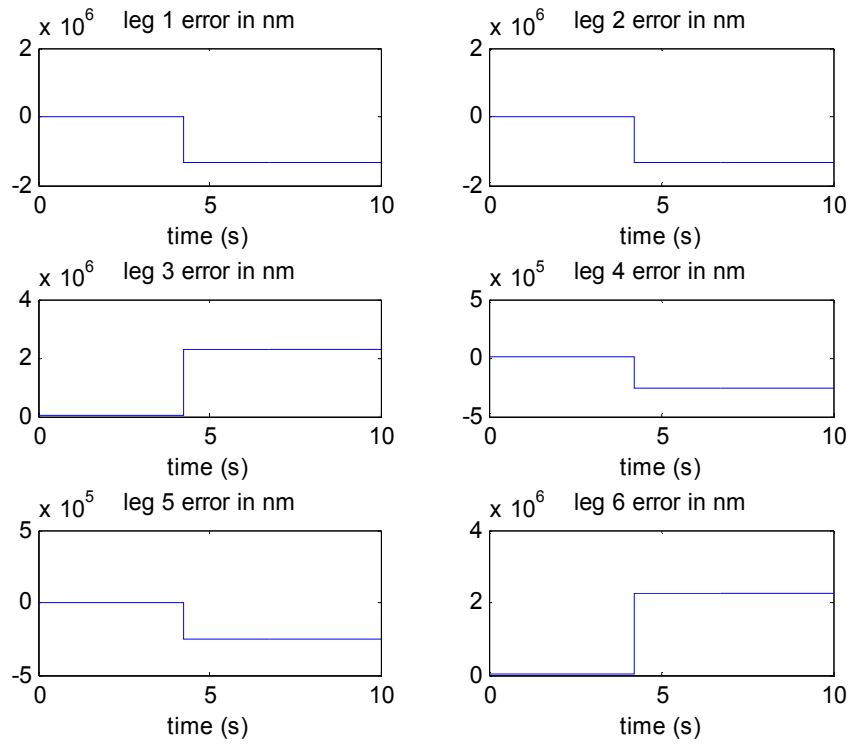 x 10^6 leg 1 error in nm
2
0
-2
0 5 10
time (s)
x 10^6 leg 2 error in nm
2
0
-2
0 5 10
time (s)
x 10^6 leg 3 error in nm
4
2
0
0 5 10
time (s)
x 10^5 leg 4 error in nm
5
0
-5
0 5 10
time (s)
x 10^5 leg 5 error in nm
5
0
-5
0 5 10
time (s)
x 10^6 leg 6 error in nm
4
2
0
0 5 10
time (s)